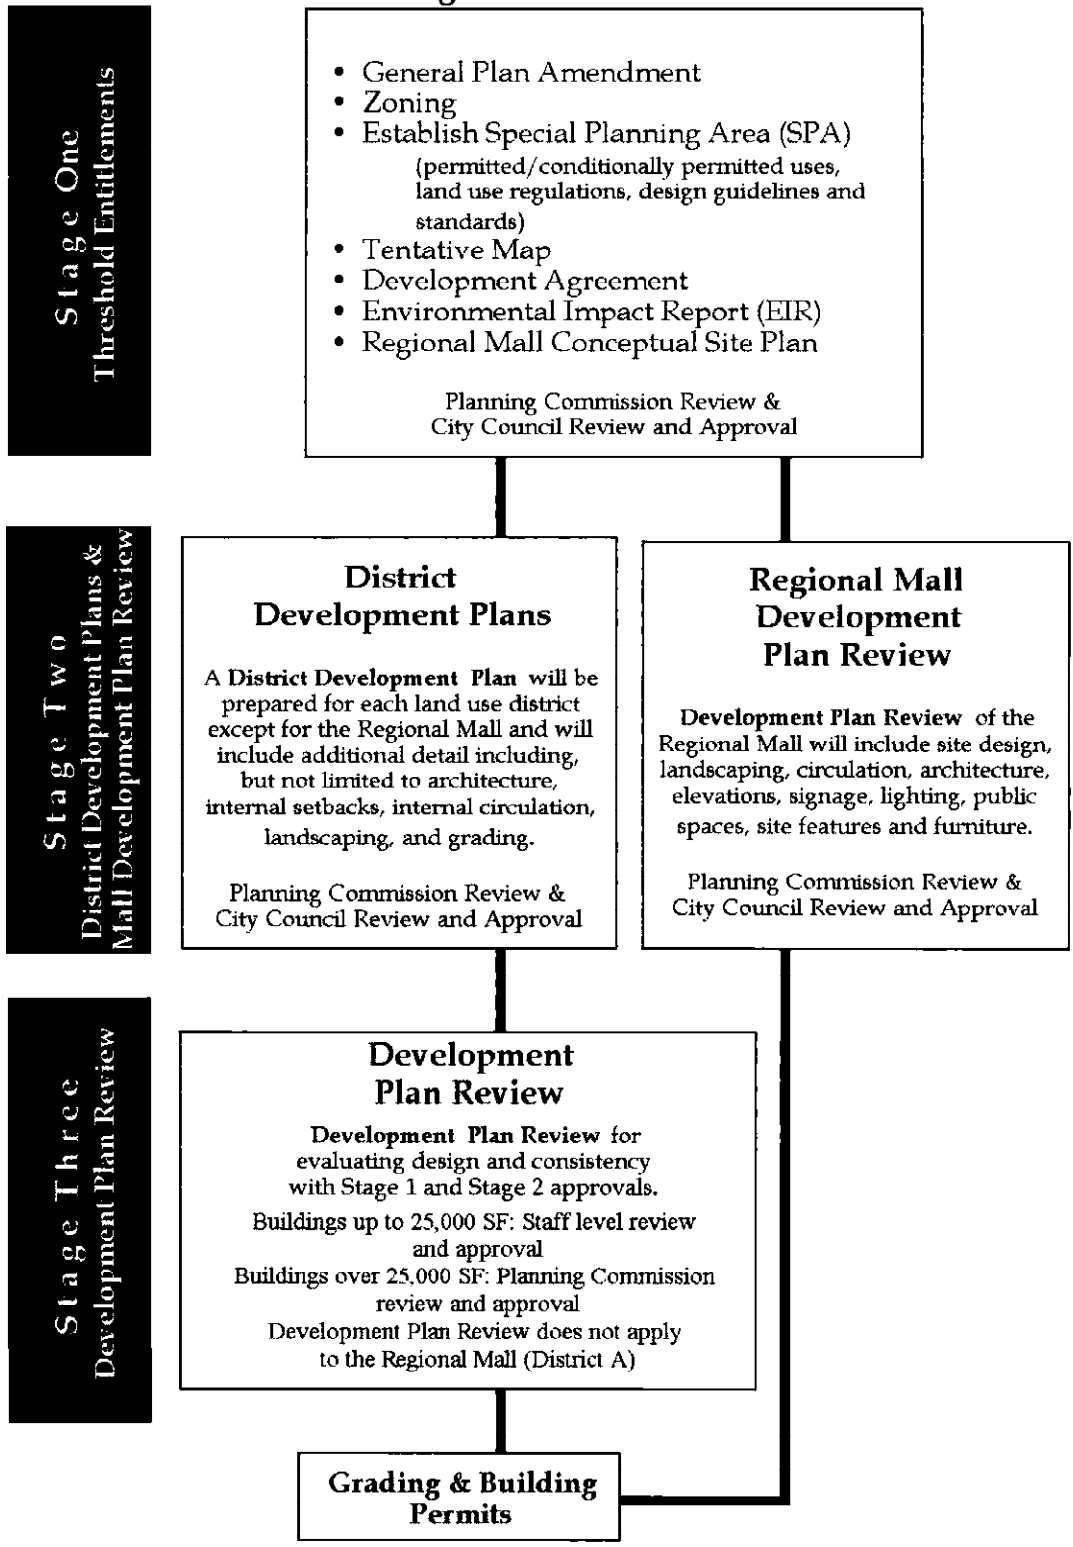 Stage One
Threshold Entitlements
• General Plan Amendment
• Zoning
• Establish Special Planning Area (SPA)
(permitted/conditionally permitted uses,
land use regulations, design guidelines and
standards)
• Tentative Map
• Development Agreement
• Environmental Impact Report (EIR)
• Regional Mall Conceptual Site Plan
Planning Commission Review &
City Council Review and Approval
Stage Two
District Development Plans &
Mall Development Plan Review
District
Development Plans
A District Development Plan will be
prepared for each land use district
except for the Regional Mall and will
include additional detail including,
but not limited to architecture,
internal setbacks, internal circulation,
landscaping, and grading.
Planning Commission Review &
City Council Review and Approval
Regional Mall
Development
Plan Review
Development Plan Review of the
Regional Mall will include site design,
landscaping, circulation, architecture,
elevations, signage, lighting, public
spaces, site features and furniture.
Planning Commission Review &
City Council Review and Approval
Stage Three
Development Plan Review
Development
Plan Review
Development Plan Review for
evaluating design and consistency
with Stage 1 and Stage 2 approvals.
Buildings up to 25,000 SF: Staff level review
and approval
Buildings over 25,000 SF: Planning Commission
review and approval
Development Plan Review does not apply
to the Regional Mall (District A)
Grading & Building
Permits